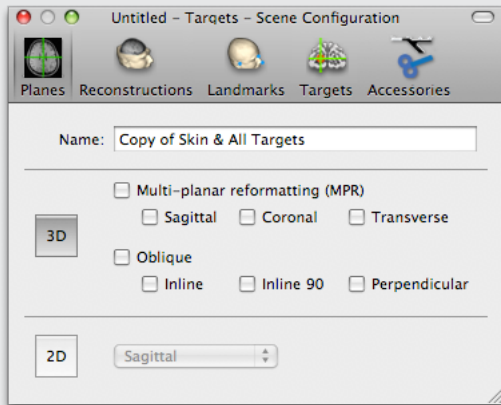 Untitled – Targets – Scene Configuration
Planes Reconstructions Landmarks Targets Accessories
Name: Copy of Skin & All Targets
3D
Multi-planar reformatting (MPR)
Sagittal Coronal Transverse
Oblique
Inline Inline 90 Perpendicular
2D Sagittal